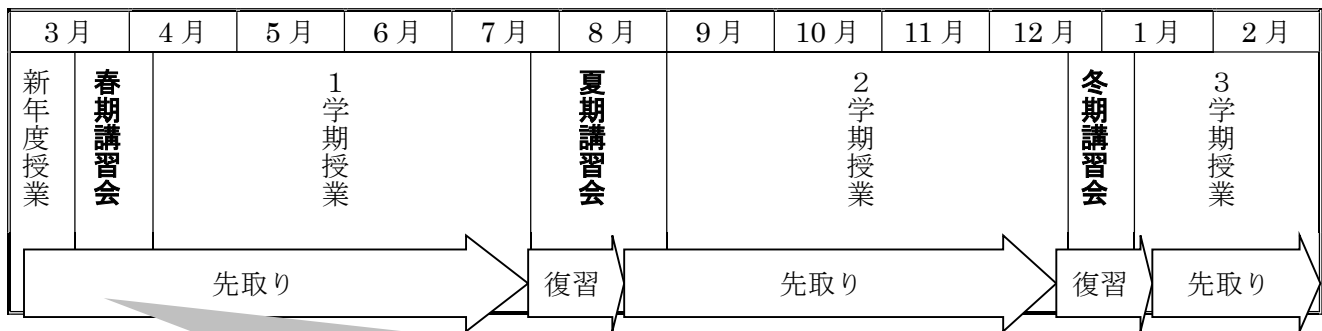 3月 4月 5月 6月 7月 8月 9月 10月 11月 12月 1月 2月
新年度授業
春期講習会
1学期授業
夏期講習会
2学期授業
冬期講習会
3学期授業
先取り 復習 先取り 復習 先取り